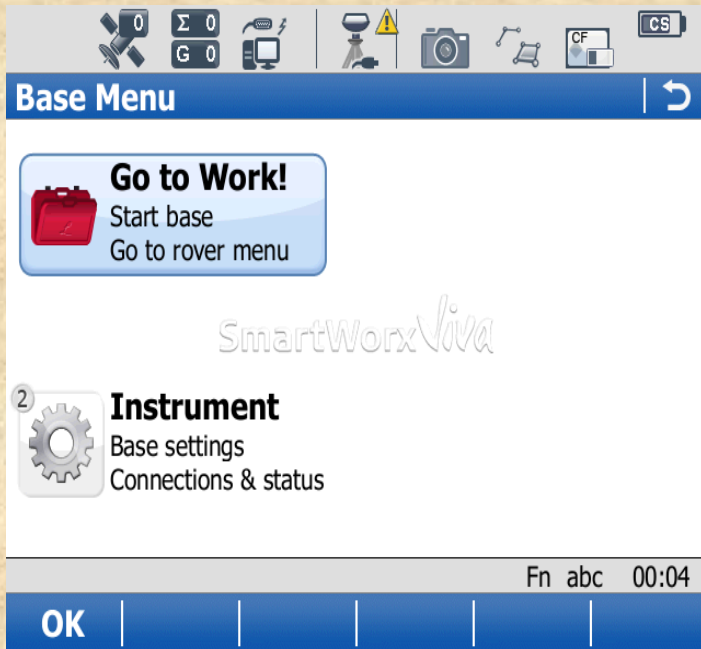 0
Σ 0
G 0
CF
CS
Base Menu
Go to Work!
Start base
Go to rover menu
SmartWorx Viva
2
Instrument
Base settings
Connections & status
Fn abc 00:04
OK